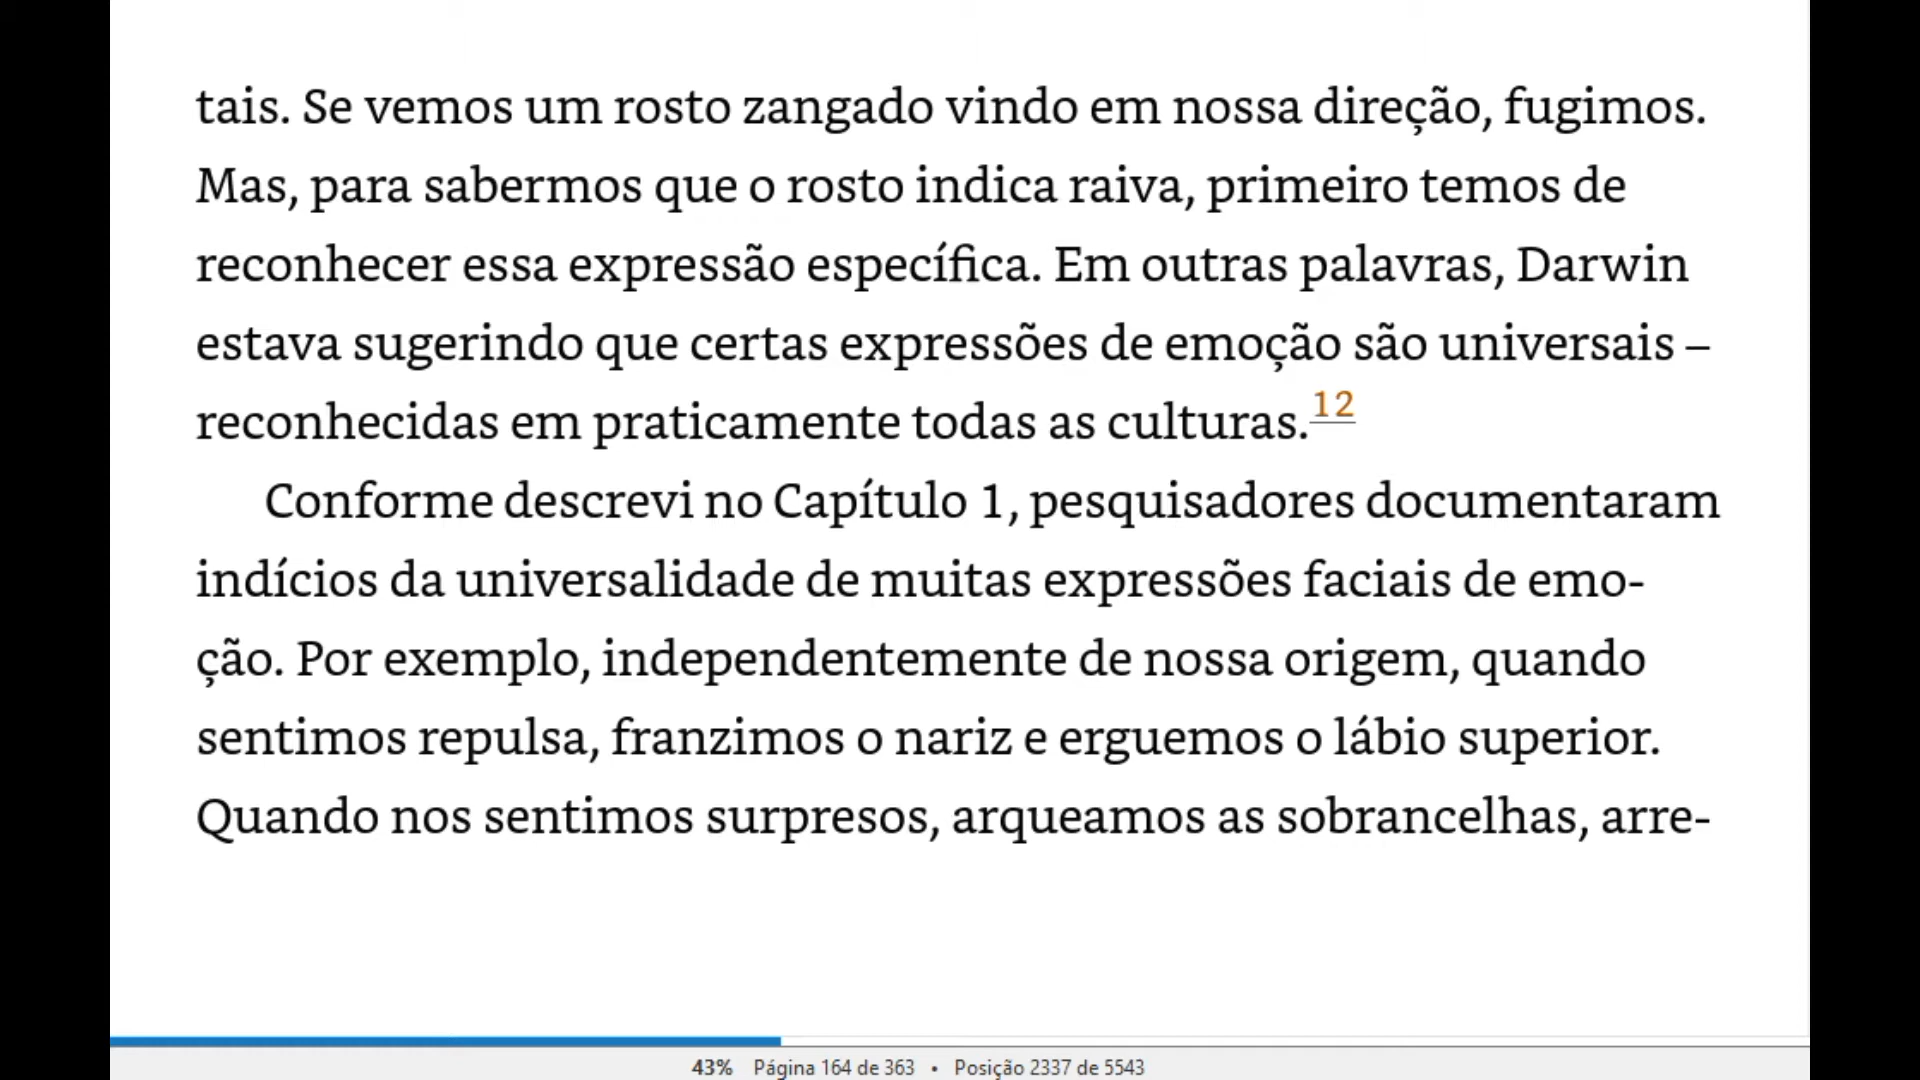 tais. Se vemos um rosto zangado vindo em nossa direção, fugimos.
Mas, para sabermos que o rosto indica raiva, primeiro temos de
reconhecer essa expressão específica. Em outras palavras, Darwin
estava sugerindo que certas expressões de emoção são universais –
reconhecidas em praticamente todas as culturas.12
Conforme descrevi no Capítulo 1, pesquisadores documentaram
indícios da universalidade de muitas expressões faciais de emo-
ção. Por exemplo, independentemente de nossa origem, quando
sentimos repulsa, franzimos o nariz e erguemos o lábio superior.
Quando nos sentimos surpresos, arqueamos as sobrancelhas, arre-
43% Página 164 de 363 • Posição 2337 de 5543